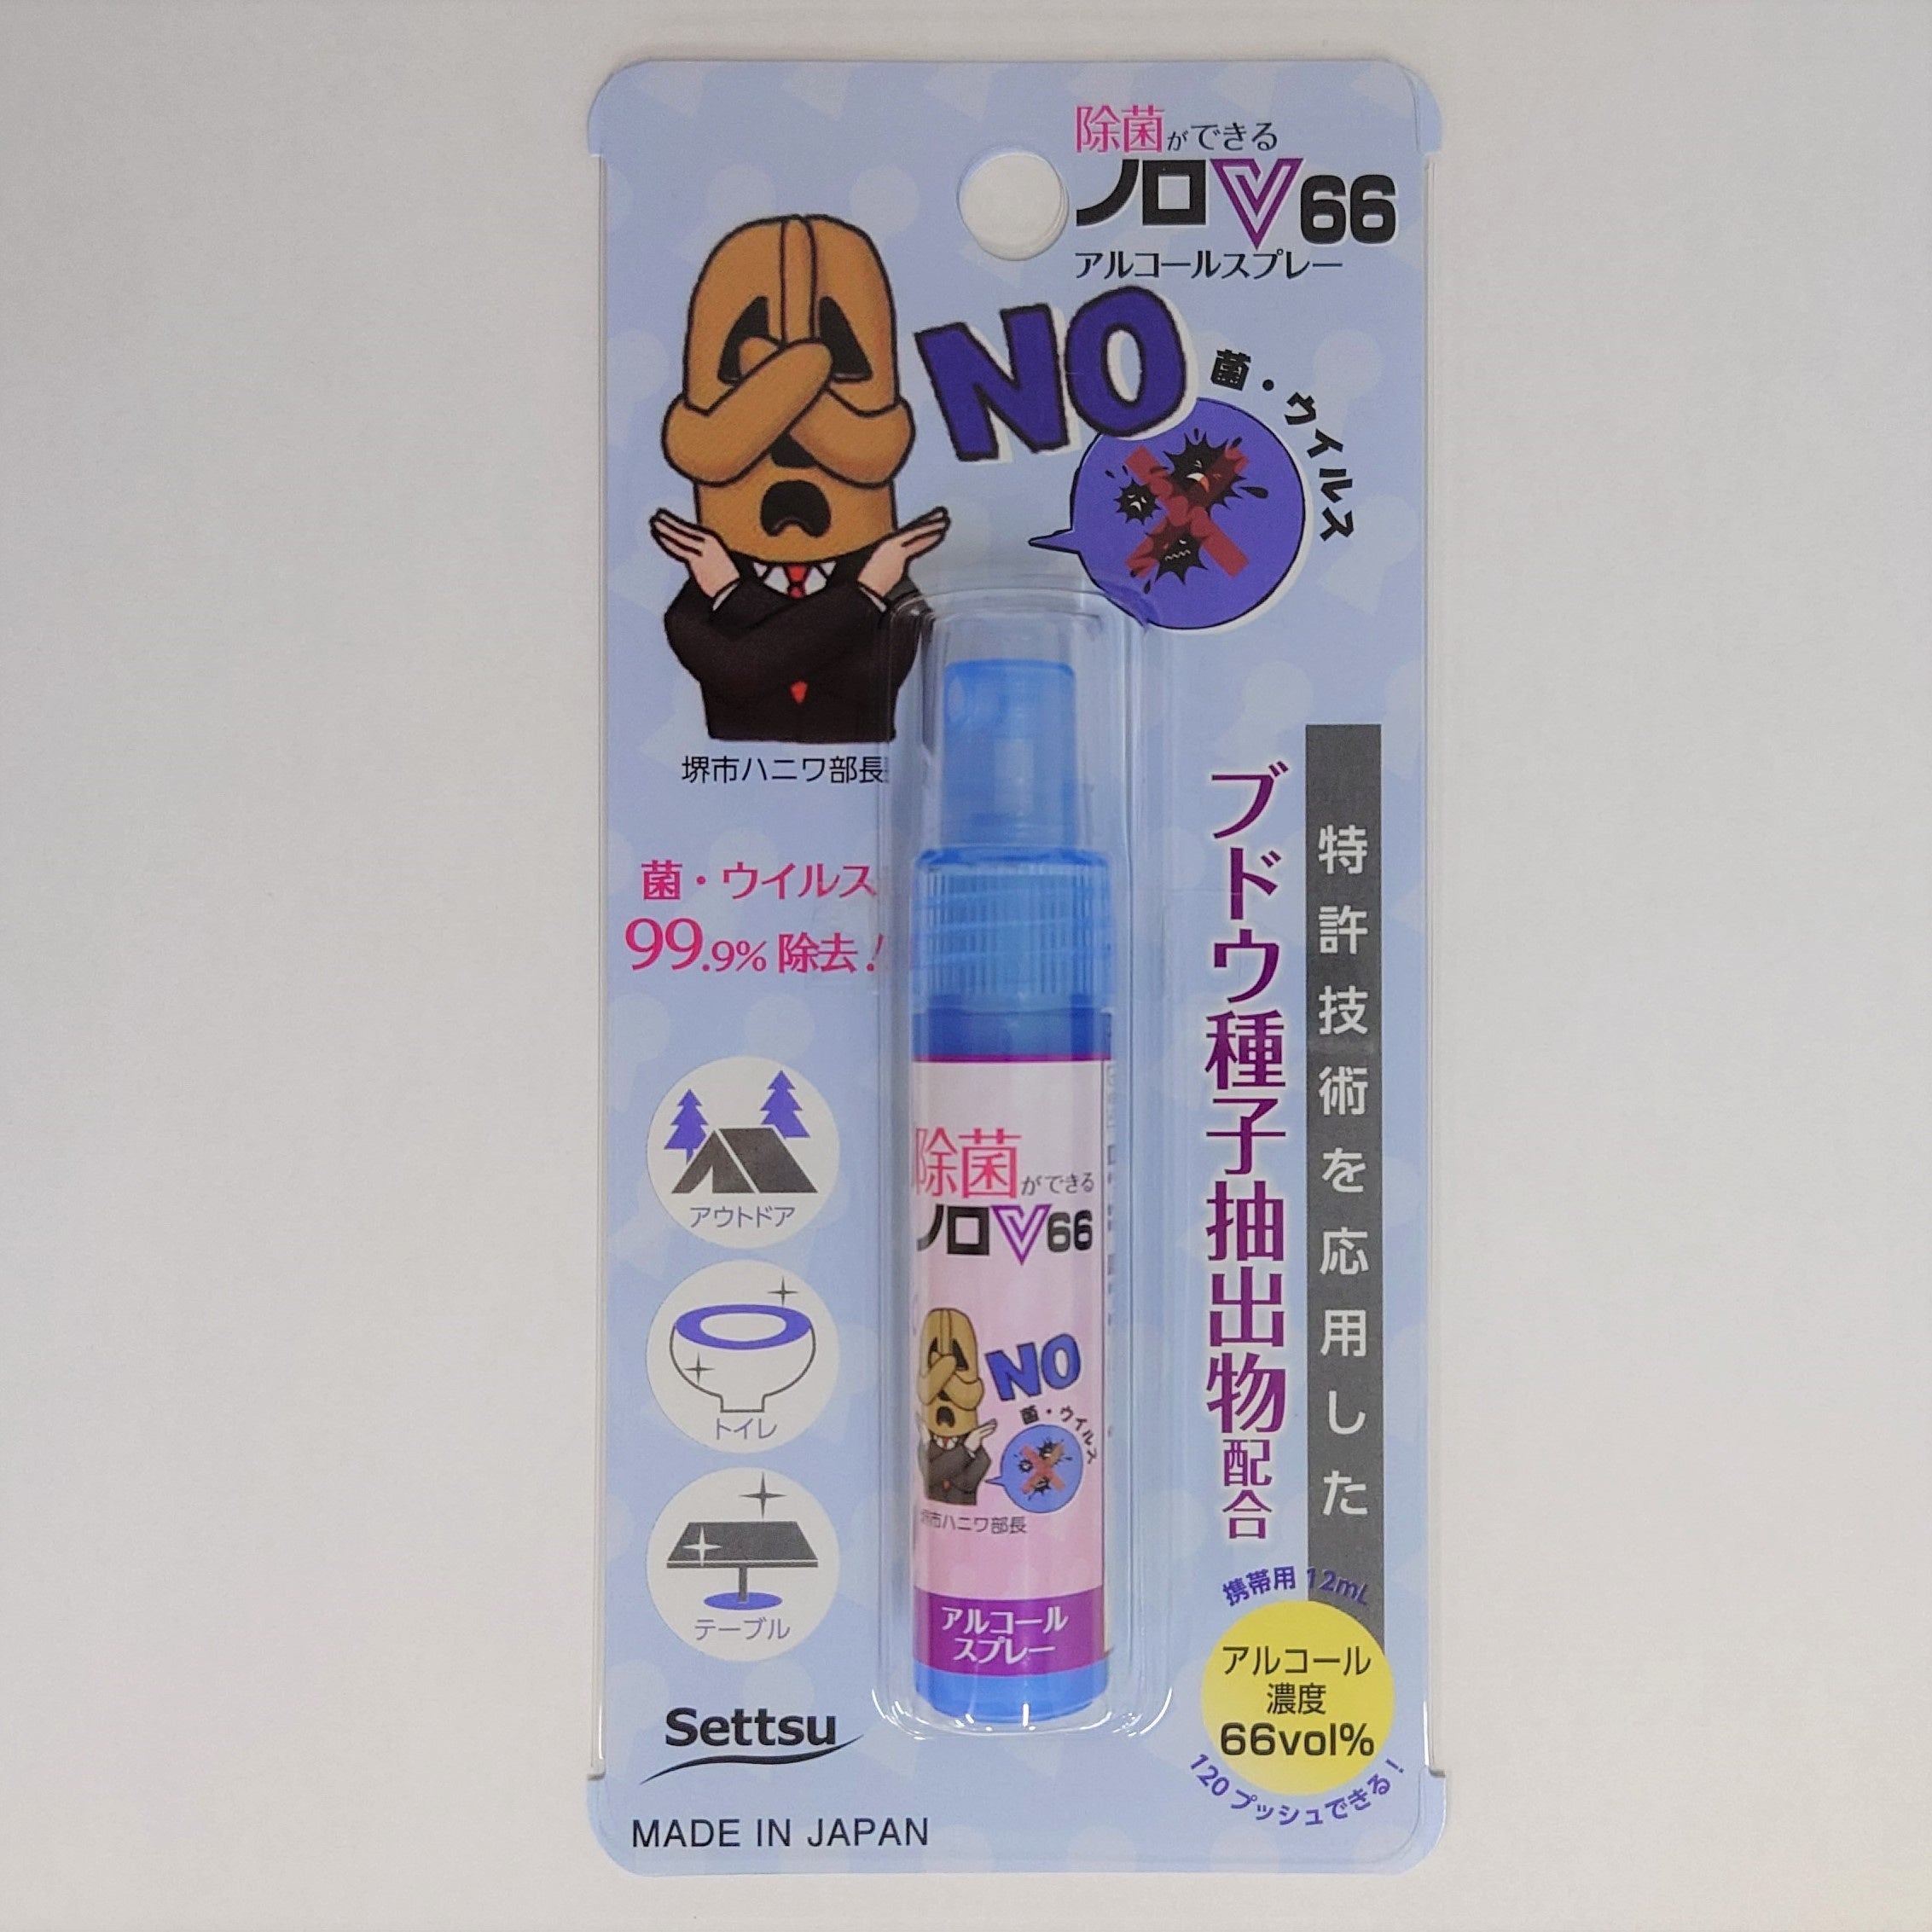 除菌ができる
ノロV66
アルコールスプレー
NO
菌・ウイルス
堺市ハニワ部長
菌・ウイルス
99.9% 除去！
特許技術を応用した
ブドウ種子抽出物配合
アウトドア
トイレ
テーブル
除菌ができる
ノロV66
NO
菌・ウイルス
市ハニワ部長
アルコール
スプレー
携帯用 12mL
アルコール
濃度
66vol%
120プッシュできる！
Settsu
MADE IN JAPAN